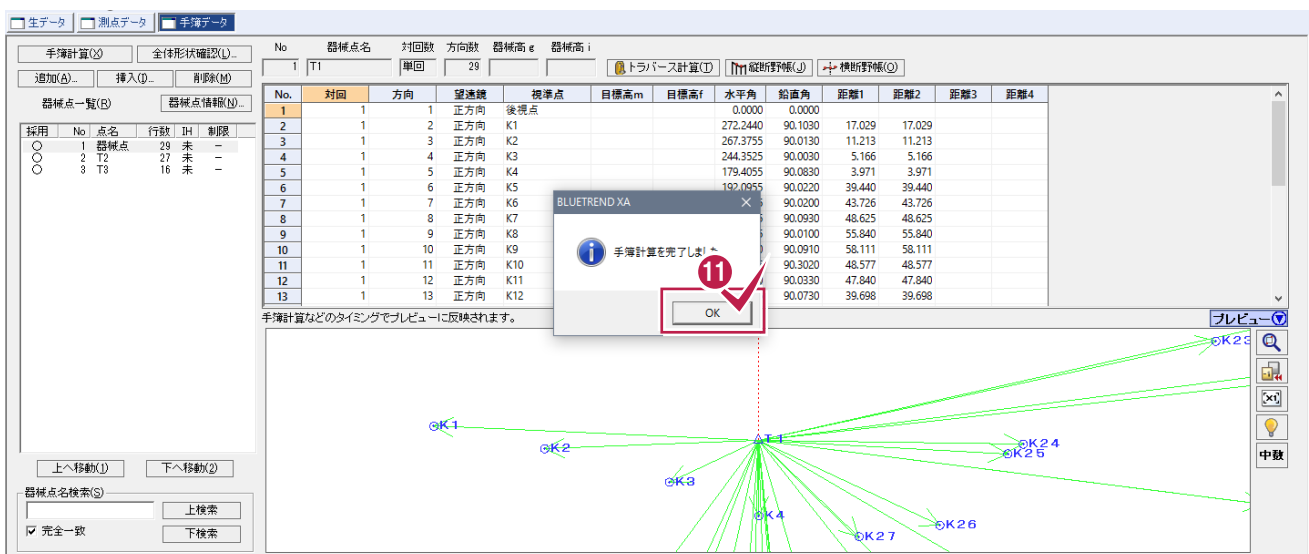 生データ 測点データ 手簿データ
手簿計算(X) 全体形状確認(L)...
追加(A)... 挿入(I)... 削除(M)
器械点一覧(R) 器械点情報(N)...
採用 No 点名 行数 IH 制限
○ 1 器械点 29 未 −
○ 2 T2 27 未 −
○ 3 T3 16 未 −
上へ移動(1) 下へ移動(2)
器械点名検索(S)
上検索
完全一致 下検索
No 器械点名 対回数 方向数 器械高g 器械高i
1 T1 単回 29 トラバース計算(T) 縦断野帳(J) 横断野帳(O)
No. 対回 方向 望遠鏡 視準点 目標高m 目標高f 水平角 鉛直角 距離1 距離2 距離3 距離4
1 1 1 正方向 後視点 0.0000 0.0000
2 1 2 正方向 K1 272.2440 90.1030 17.029 17.029
3 1 3 正方向 K2 267.3755 90.0130 11.213 11.213
4 1 4 正方向 K3 244.3525 90.0030 5.166 5.166
5 1 5 正方向 K4 179.4055 90.0830 3.971 3.971
6 1 6 正方向 K5 192.0955 90.0220 39.440 39.440
7 1 7 正方向 K6 90.0200 43.726 43.726
8 1 8 正方向 K7 90.0930 48.625 48.625
9 1 9 正方向 K8 90.0100 55.840 55.840
10 1 10 正方向 K9 90.0910 58.111 58.111
11 1 11 正方向 K10 90.3020 48.577 48.577
12 1 12 正方向 K11 90.0330 47.840 47.840
13 1 13 正方向 K12 90.0730 39.698 39.698
BLUETREND XA
手簿計算を完了しました
11
OK
手簿計算などのタイミングでプレビューに反映されます。 プレビュー
K23
K1
T1
K2
K24
K25
K3
K4
K26
K27
×1
中数